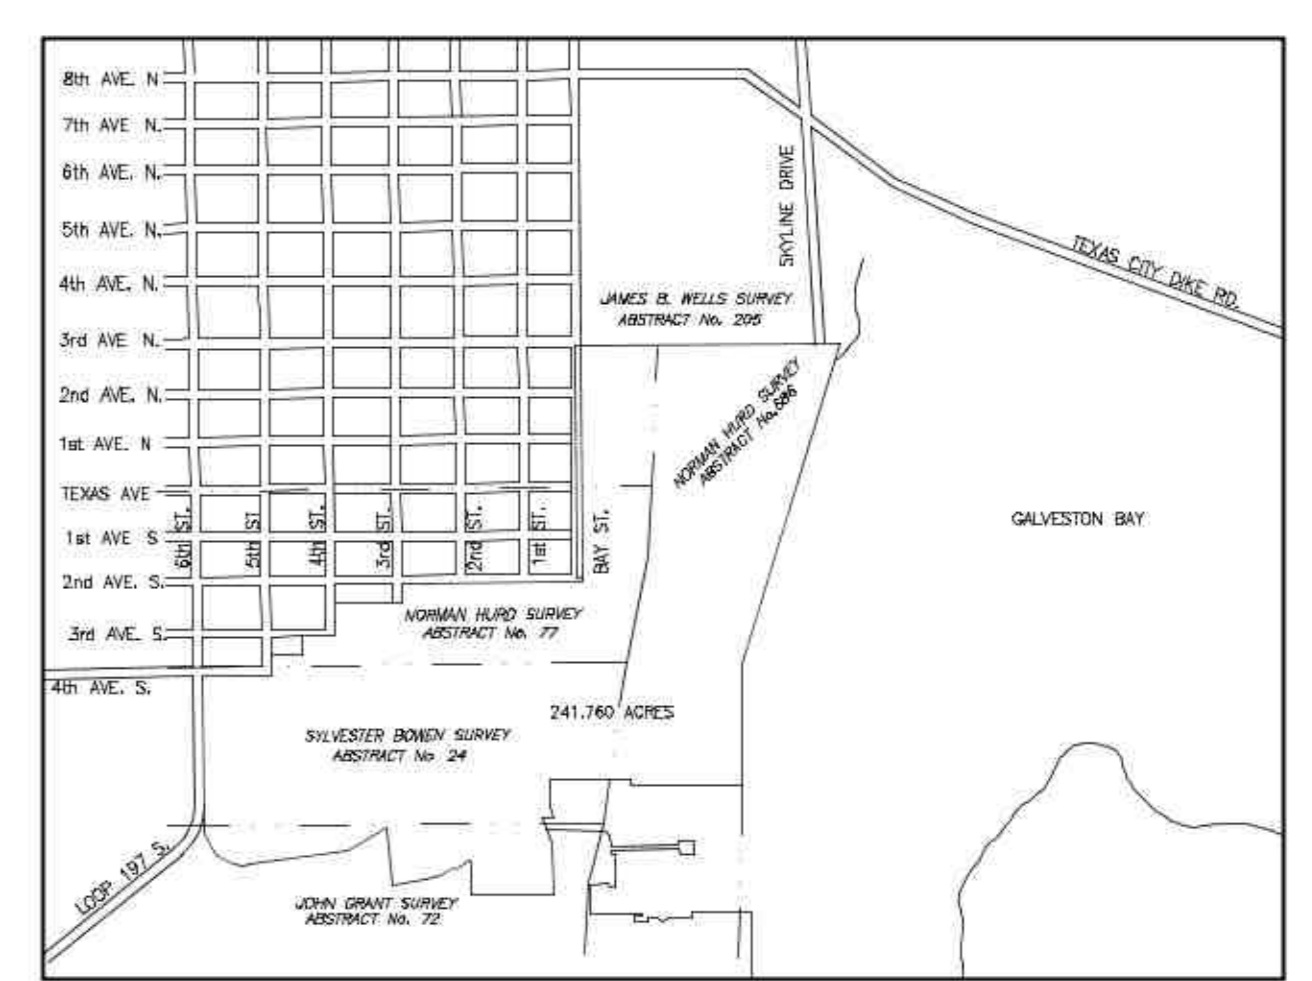 8th AVE. N
7th AVE N.
6th AVE. N.
5th AVE. N.
4th AVE. N.
3rd AVE N.
2nd AVE. N.
1st AVE. N
TEXAS AVE
1st AVE S
2nd AVE. S.
3rd AVE. S.
4th AVE. S.
6th ST.
5th ST
4th ST.
3rd ST.
2nd ST.
1st ST.
BAY ST.
SKYLINE DRIVE
TEXAS CITY DIKE RD.
JAMES B. WELLS SURVEY
ABSTRACT No. 205
NORMAN HURD SURVEY
ABSTRACT No.686
GALVESTON BAY
NORMAN HURD SURVEY
ABSTRACT No. 77
241.760 ACRES
SYLVESTER BOWEN SURVEY
ABSTRACT No 24
LOOP 197 S.
JOHN GRANT SURVEY
ABSTRACT No. 72